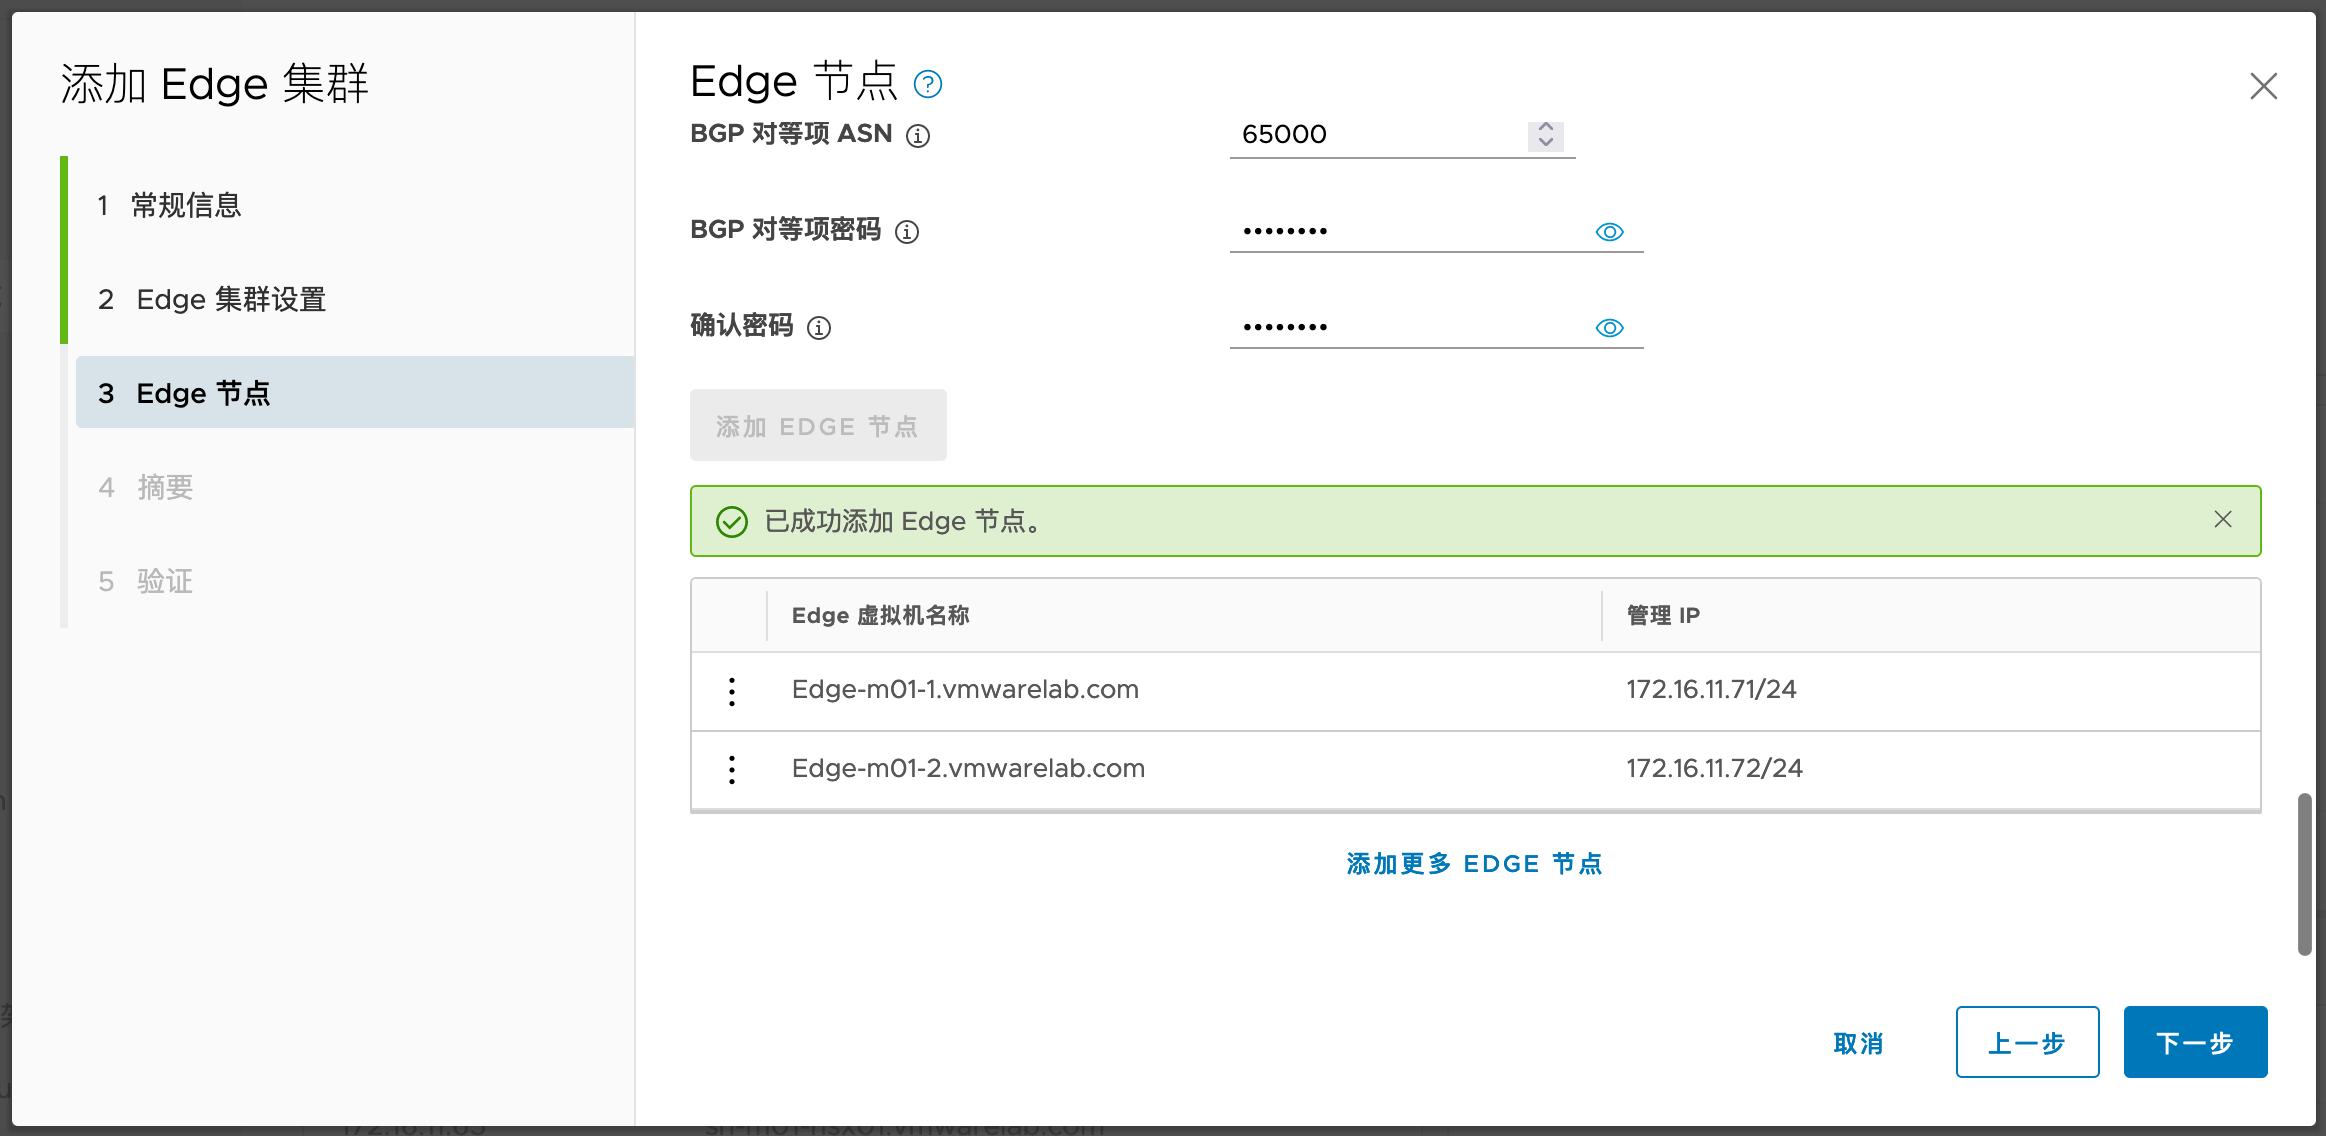 添加 Edge 集群
1 常规信息
2 Edge 集群设置
3 Edge 节点
4 摘要
5 验证
Edge 节点
BGP 对等项 ASN
65000
BGP 对等项密码
••••••••
确认密码
••••••••
添加 EDGE 节点
已成功添加 Edge 节点。
Edge 虚拟机名称 管理 IP
Edge-m01-1.vmwarelab.com 172.16.11.71/24
Edge-m01-2.vmwarelab.com 172.16.11.72/24
添加更多 EDGE 节点
取消 上一步 下一步